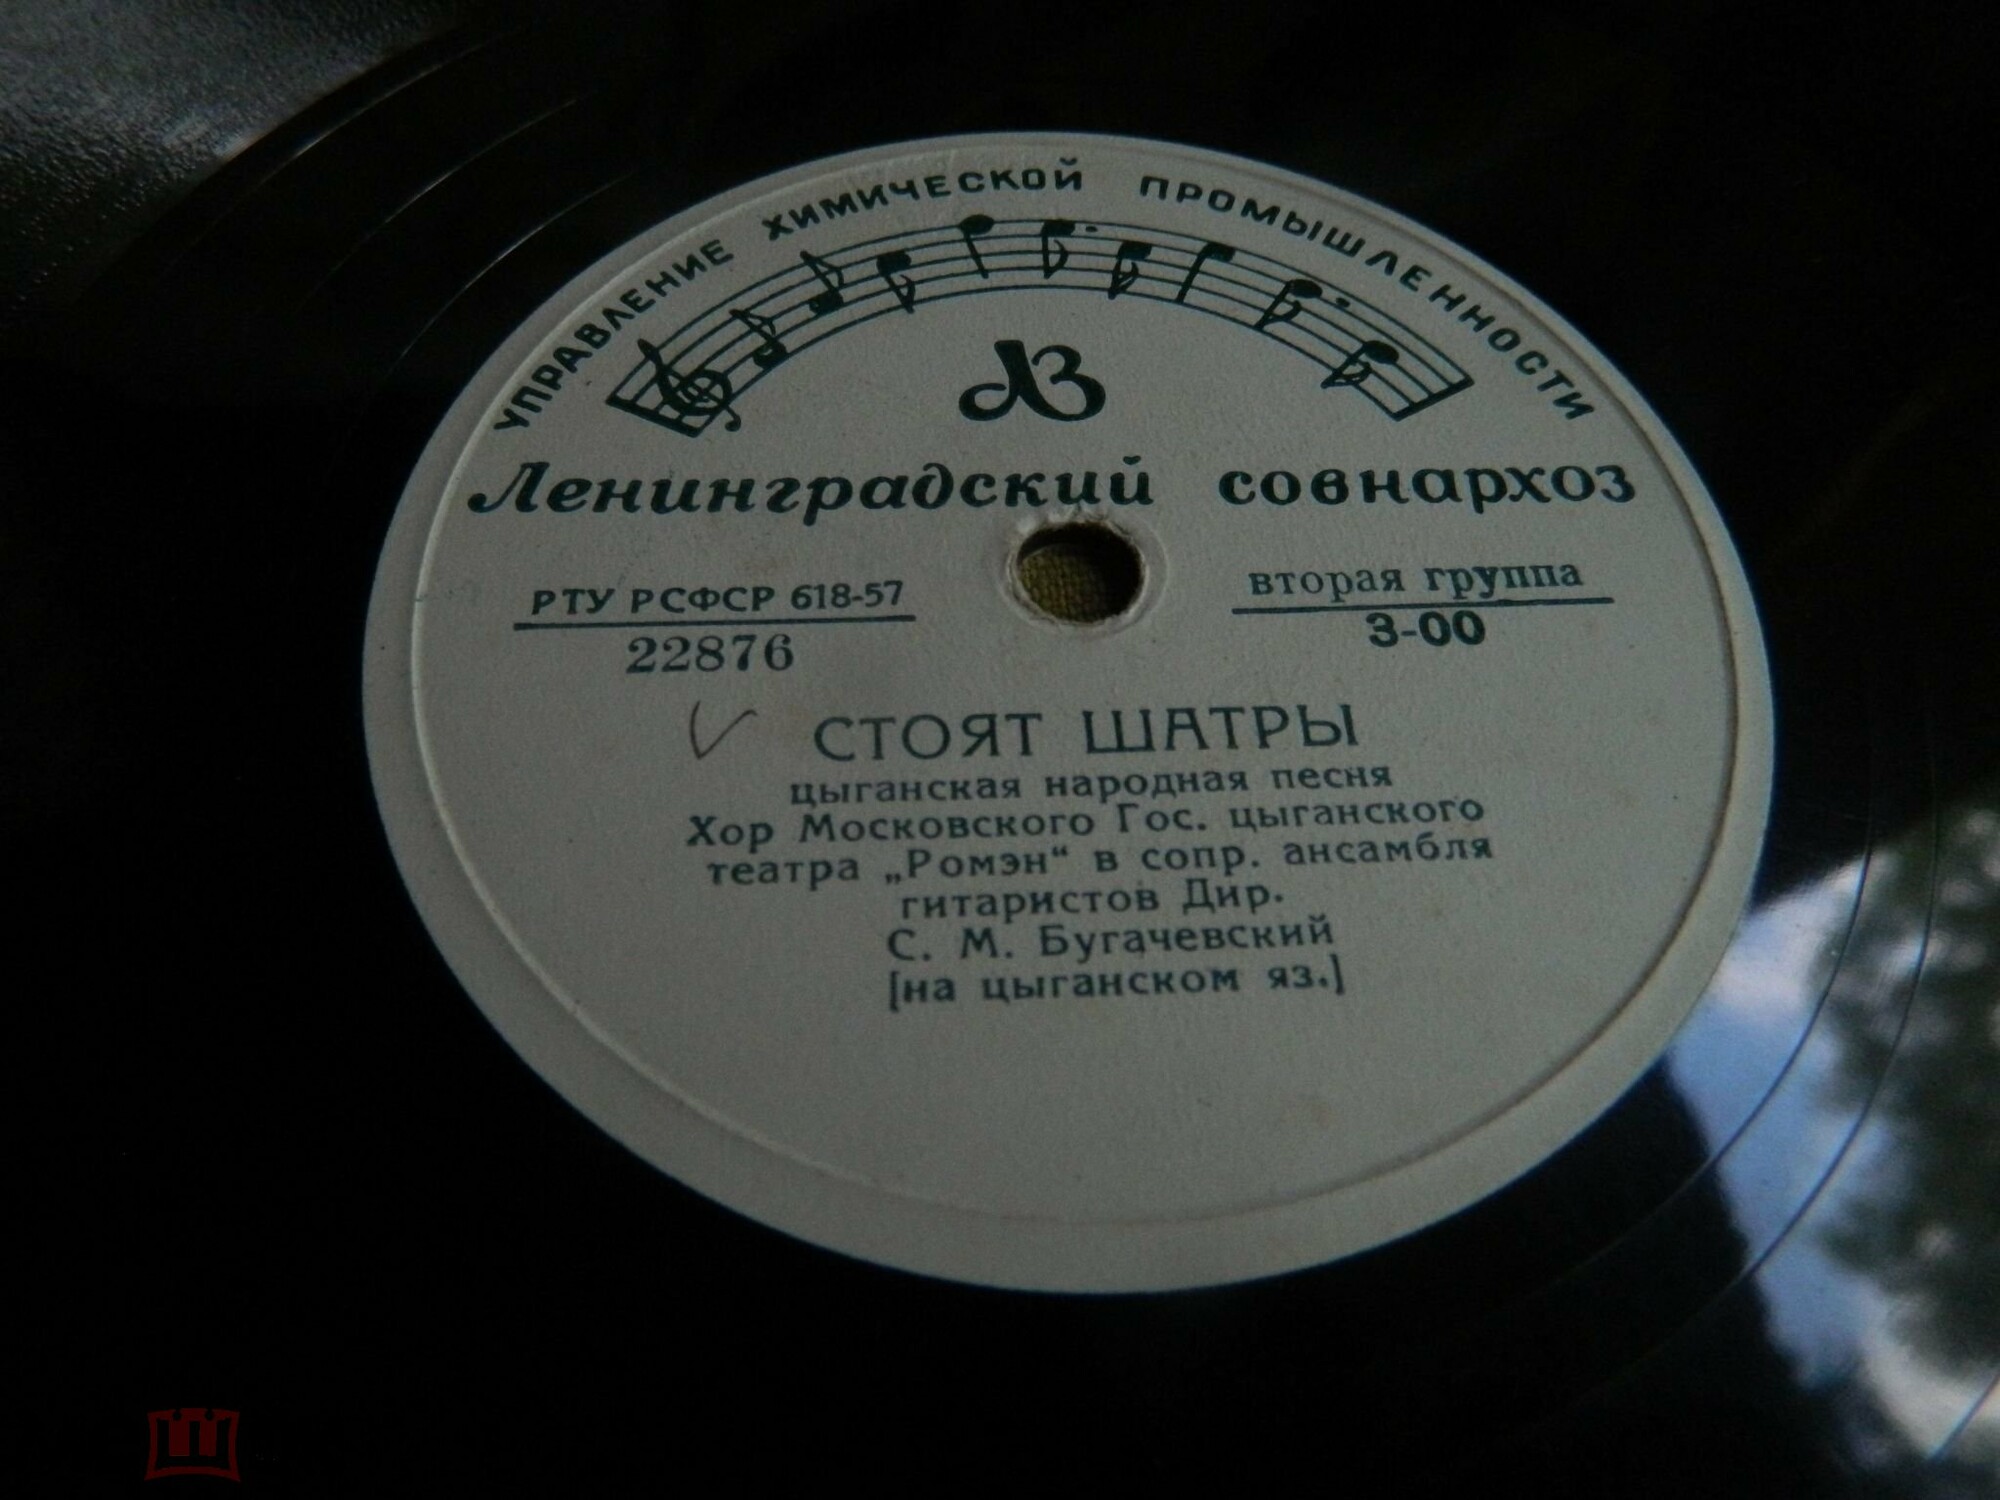 УПРАВЛЕНИЕ ХИМИЧЕСКОЙ ПРОМЫШЛЕННОСТИ
ЛЗ
Ленинградский совнархоз
РТУ РСФСР 618-57
вторая группа
22876
3-00
СТОЯТ ШАТРЫ
цыганская народная песня
Хор Московского Гос. цыганского
театра „Ромэн“ в сопр. ансамбля
гитаристов Дир.
С. М. Бугачевский
[на цыганском яз.]